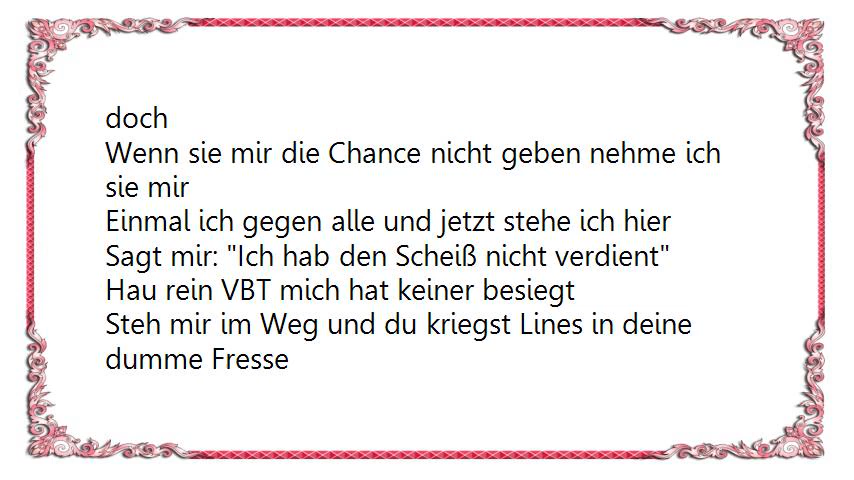 doch
Wenn sie mir die Chance nicht geben nehme ich
sie mir
Einmal ich gegen alle und jetzt stehe ich hier
Sagt mir: "Ich hab den Scheiß nicht verdient"
Hau rein VBT mich hat keiner besiegt
Steh mir im Weg und du kriegst Lines in deine
dumme Fresse